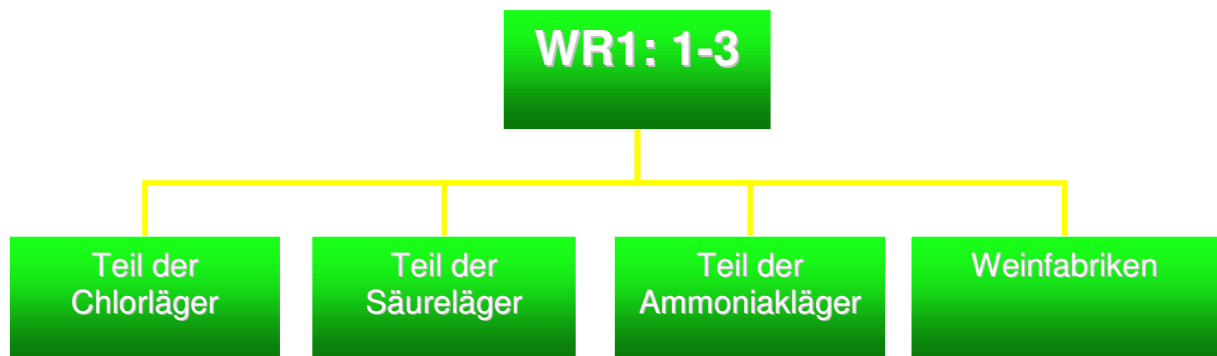 WR1: 1-3
Teil der
Chlorläger
Teil der
Säureläger
Teil der
Ammoniakläger
Weinfabriken